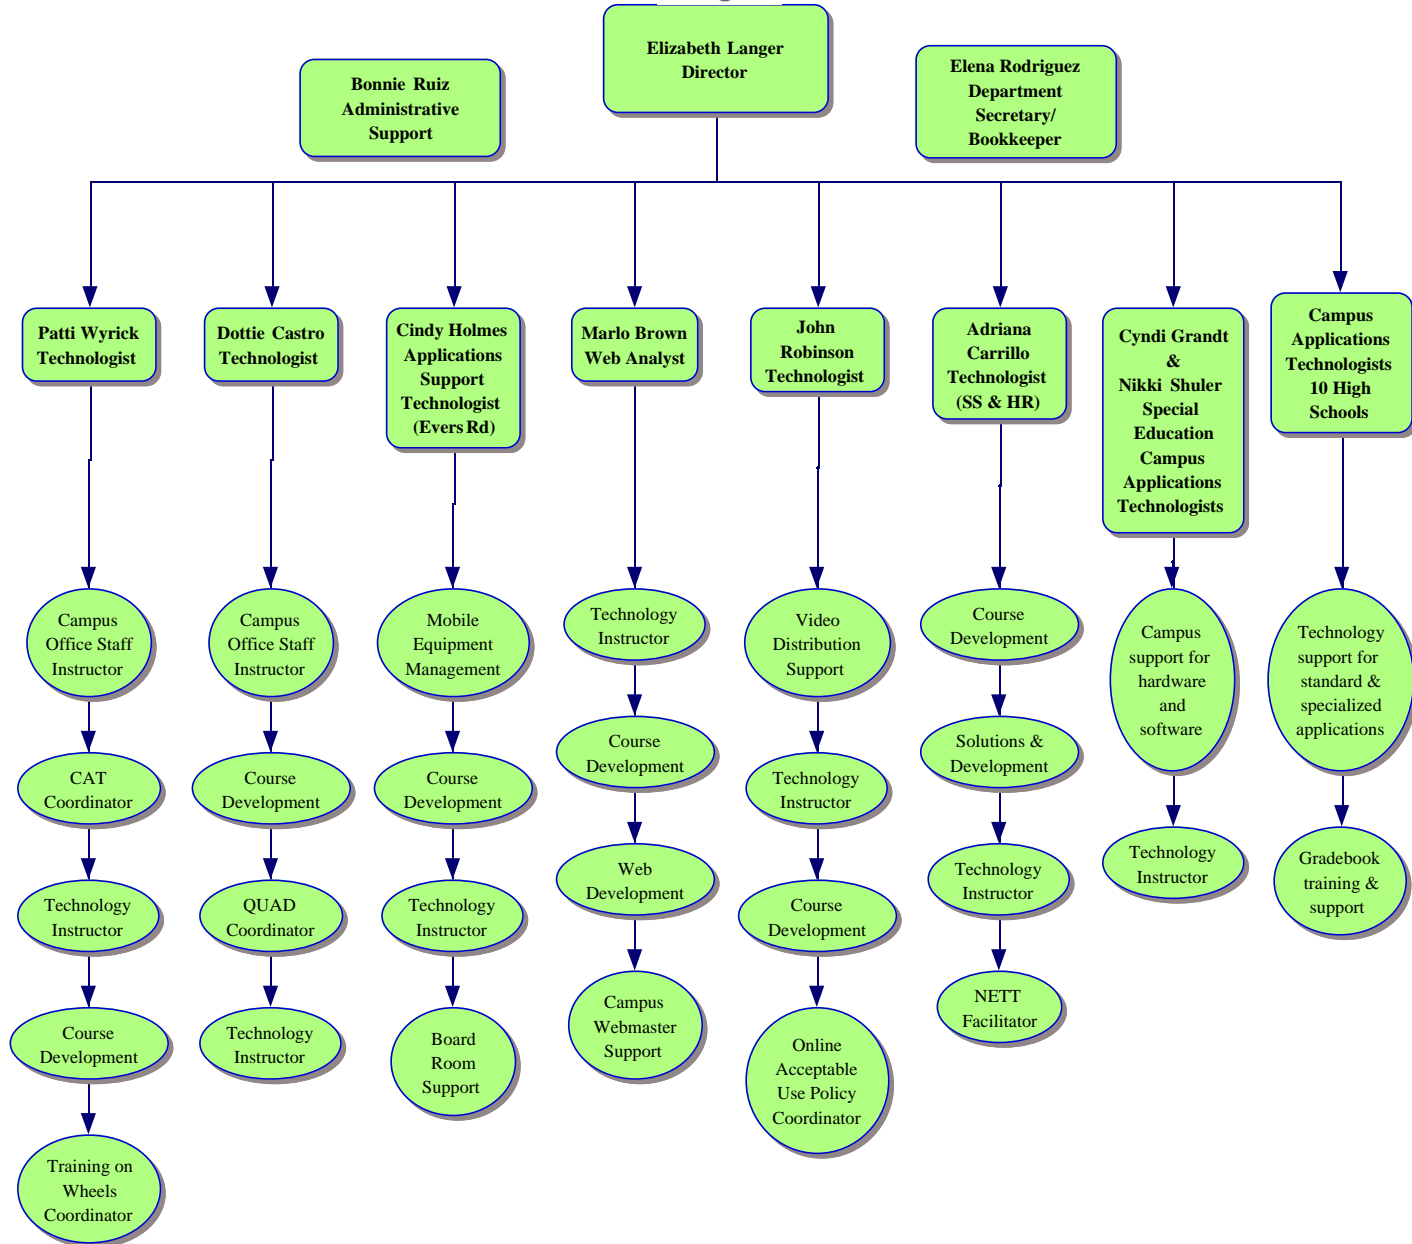 Elizabeth Langer
Director
Bonnie Ruiz
Administrative
Support
Elena Rodriguez
Department
Secretary/
Bookkeeper
Patti Wyrick
Technologist
Dottie Castro
Technologist
Cindy Holmes
Applications
Support
Technologist
(Evers Rd)
Marlo Brown
Web Analyst
John
Robinson
Technologist
Adriana
Carrillo
Technologist
(SS & HR)
Cyndi Grandt
&
Nikki Shuler
Special
Education
Campus
Applications
Technologists
Campus
Applications
Technologists
10 High
Schools
Campus
Office Staff
Instructor
CAT
Coordinator
Technology
Instructor
Course
Development
Training on
Wheels
Coordinator
Campus
Office Staff
Instructor
Course
Development
QUAD
Coordinator
Technology
Instructor
Mobile
Equipment
Management
Course
Development
Technology
Instructor
Board
Room
Support
Technology
Instructor
Course
Development
Web
Development
Campus
Webmaster
Support
Video
Distribution
Support
Technology
Instructor
Course
Development
Online
Acceptable
Use Policy
Coordinator
Course
Development
Solutions &
Development
Technology
Instructor
NETT
Facilitator
Campus
support for
hardware
and
software
Technology
Instructor
Technology
support for
standard &
specialized
applications
Gradebook
training &
support